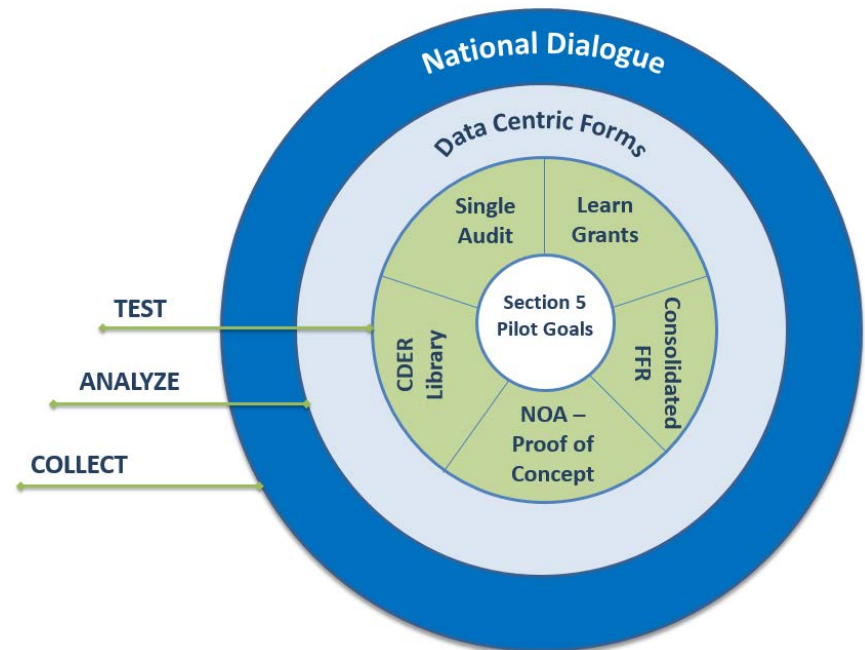 National Dialogue
Data Centric Forms
Single
Audit
Learn
Grants
Section 5
Pilot Goals
CDER
Library
Consolidated
FFR
NOA –
Proof of
Concept
TEST
ANALYZE
COLLECT